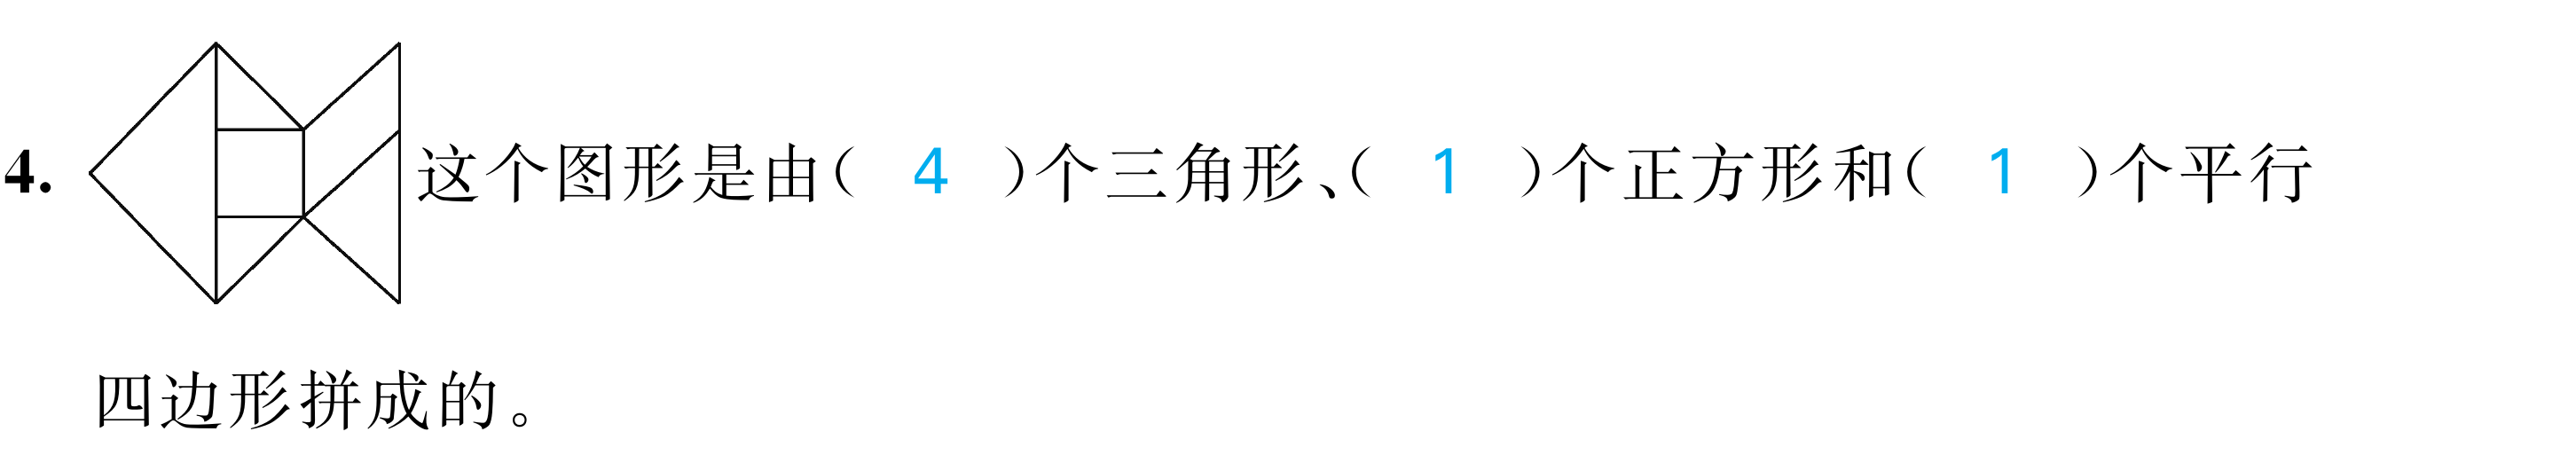 4. 这个图形是由( 4 )个三角形、( 1 )个正方形和( 1 )个平行
四边形拼成的。